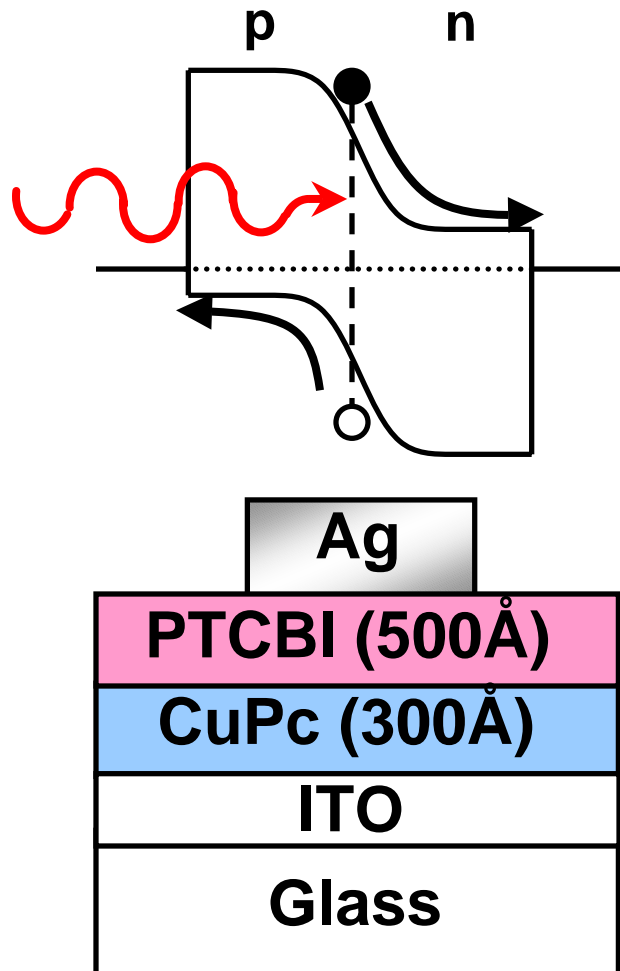 p n
Ag
PTCBI (500Å)
CuPc (300Å)
ITO
Glass